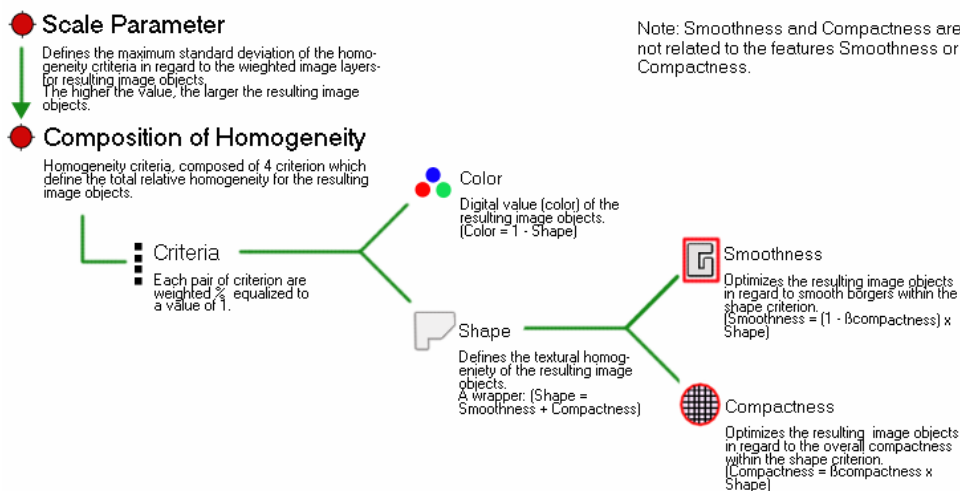 Scale Parameter
Defines the maximum standard deviation of the homo-
geneity crtiteria in regard to the wieghted image layers-
for resulting image objects.
The higher the value, the larger the resulting image
objects.
Note: Smoothness and Compactness are
not related to the features Smoothness or
Compactness.
Composition of Homogeneity
Homogeneity criteria, composed of 4 criterion which
define the total relative homogeneity for the resulting
image objects.
Criteria
Each pair of criterion are
weighted % equalized to
a value of 1.
Color
Digital value (color) of the
resulting image objects.
(Color = 1 - Shape)
Shape
Defines the textural homog-
eniety of the resulting image
objects.
A wrapper: (Shape =
Smoothness + Compactness)
Smoothness
Optimizes the resulting image objects
in regard to smooth borgers within the
shape criterion.
(Smoothness = (1 - ßcompactness) x
Shape)
Compactness
Optimizes the resulting image objects
in regard to the overall compactness
within the shape criterion.
(Compactness = ßcompactness x
Shape)